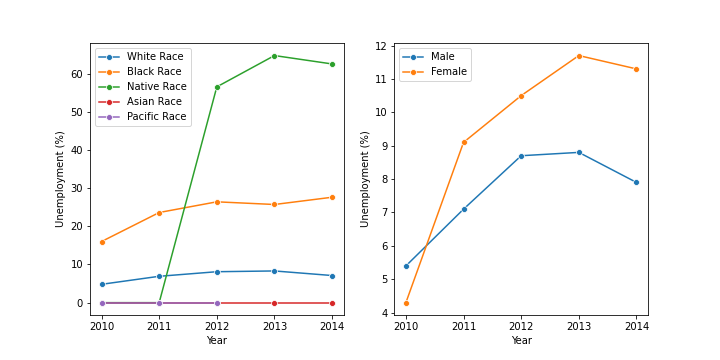 White Race
Black Race
Native Race
Asian Race
Pacific Race
60
50
40
30
20
10
0
Unemployment (%)
2010 2011 2012 2013 2014
Year
Male
Female
12
11
10
9
8
7
6
5
4
Unemployment (%)
2010 2011 2012 2013 2014
Year